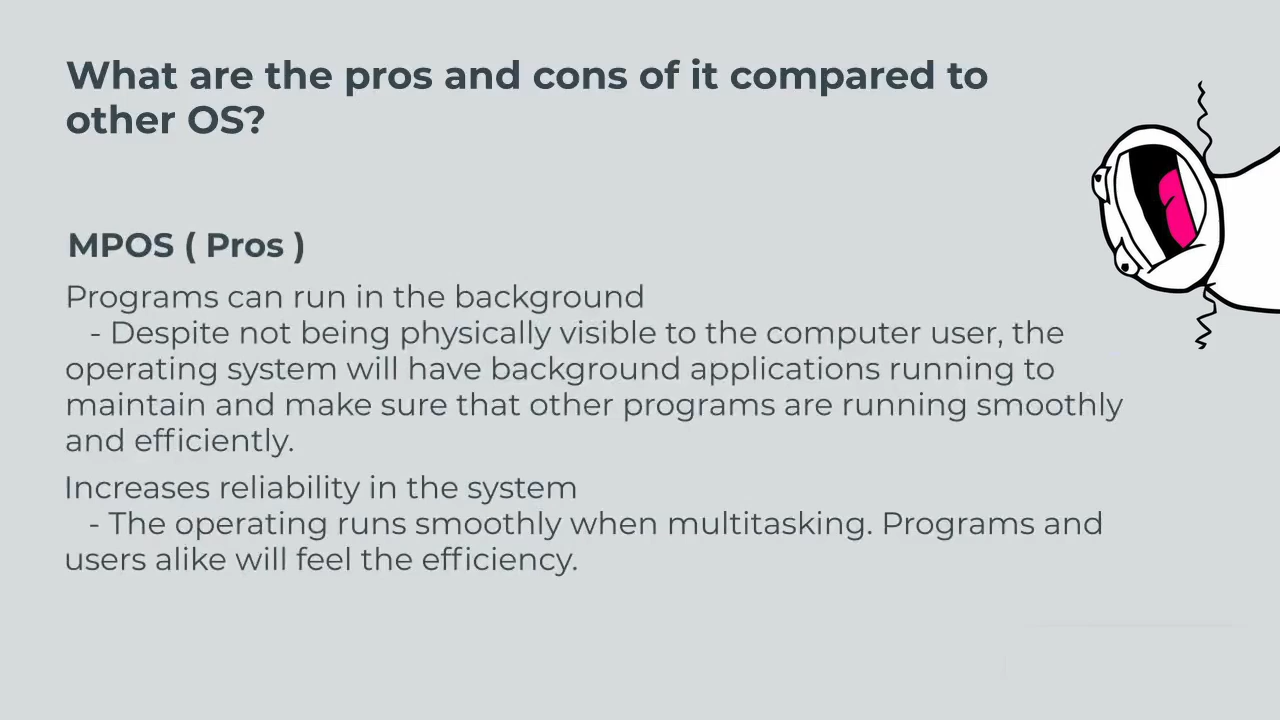 What are the pros and cons of it compared to
other OS?
MPOS ( Pros )
Programs can run in the background
- Despite not being physically visible to the computer user, the
operating system will have background applications running to
maintain and make sure that other programs are running smoothly
and efficiently.
Increases reliability in the system
- The operating runs smoothly when multitasking. Programs and
users alike will feel the efficiency.